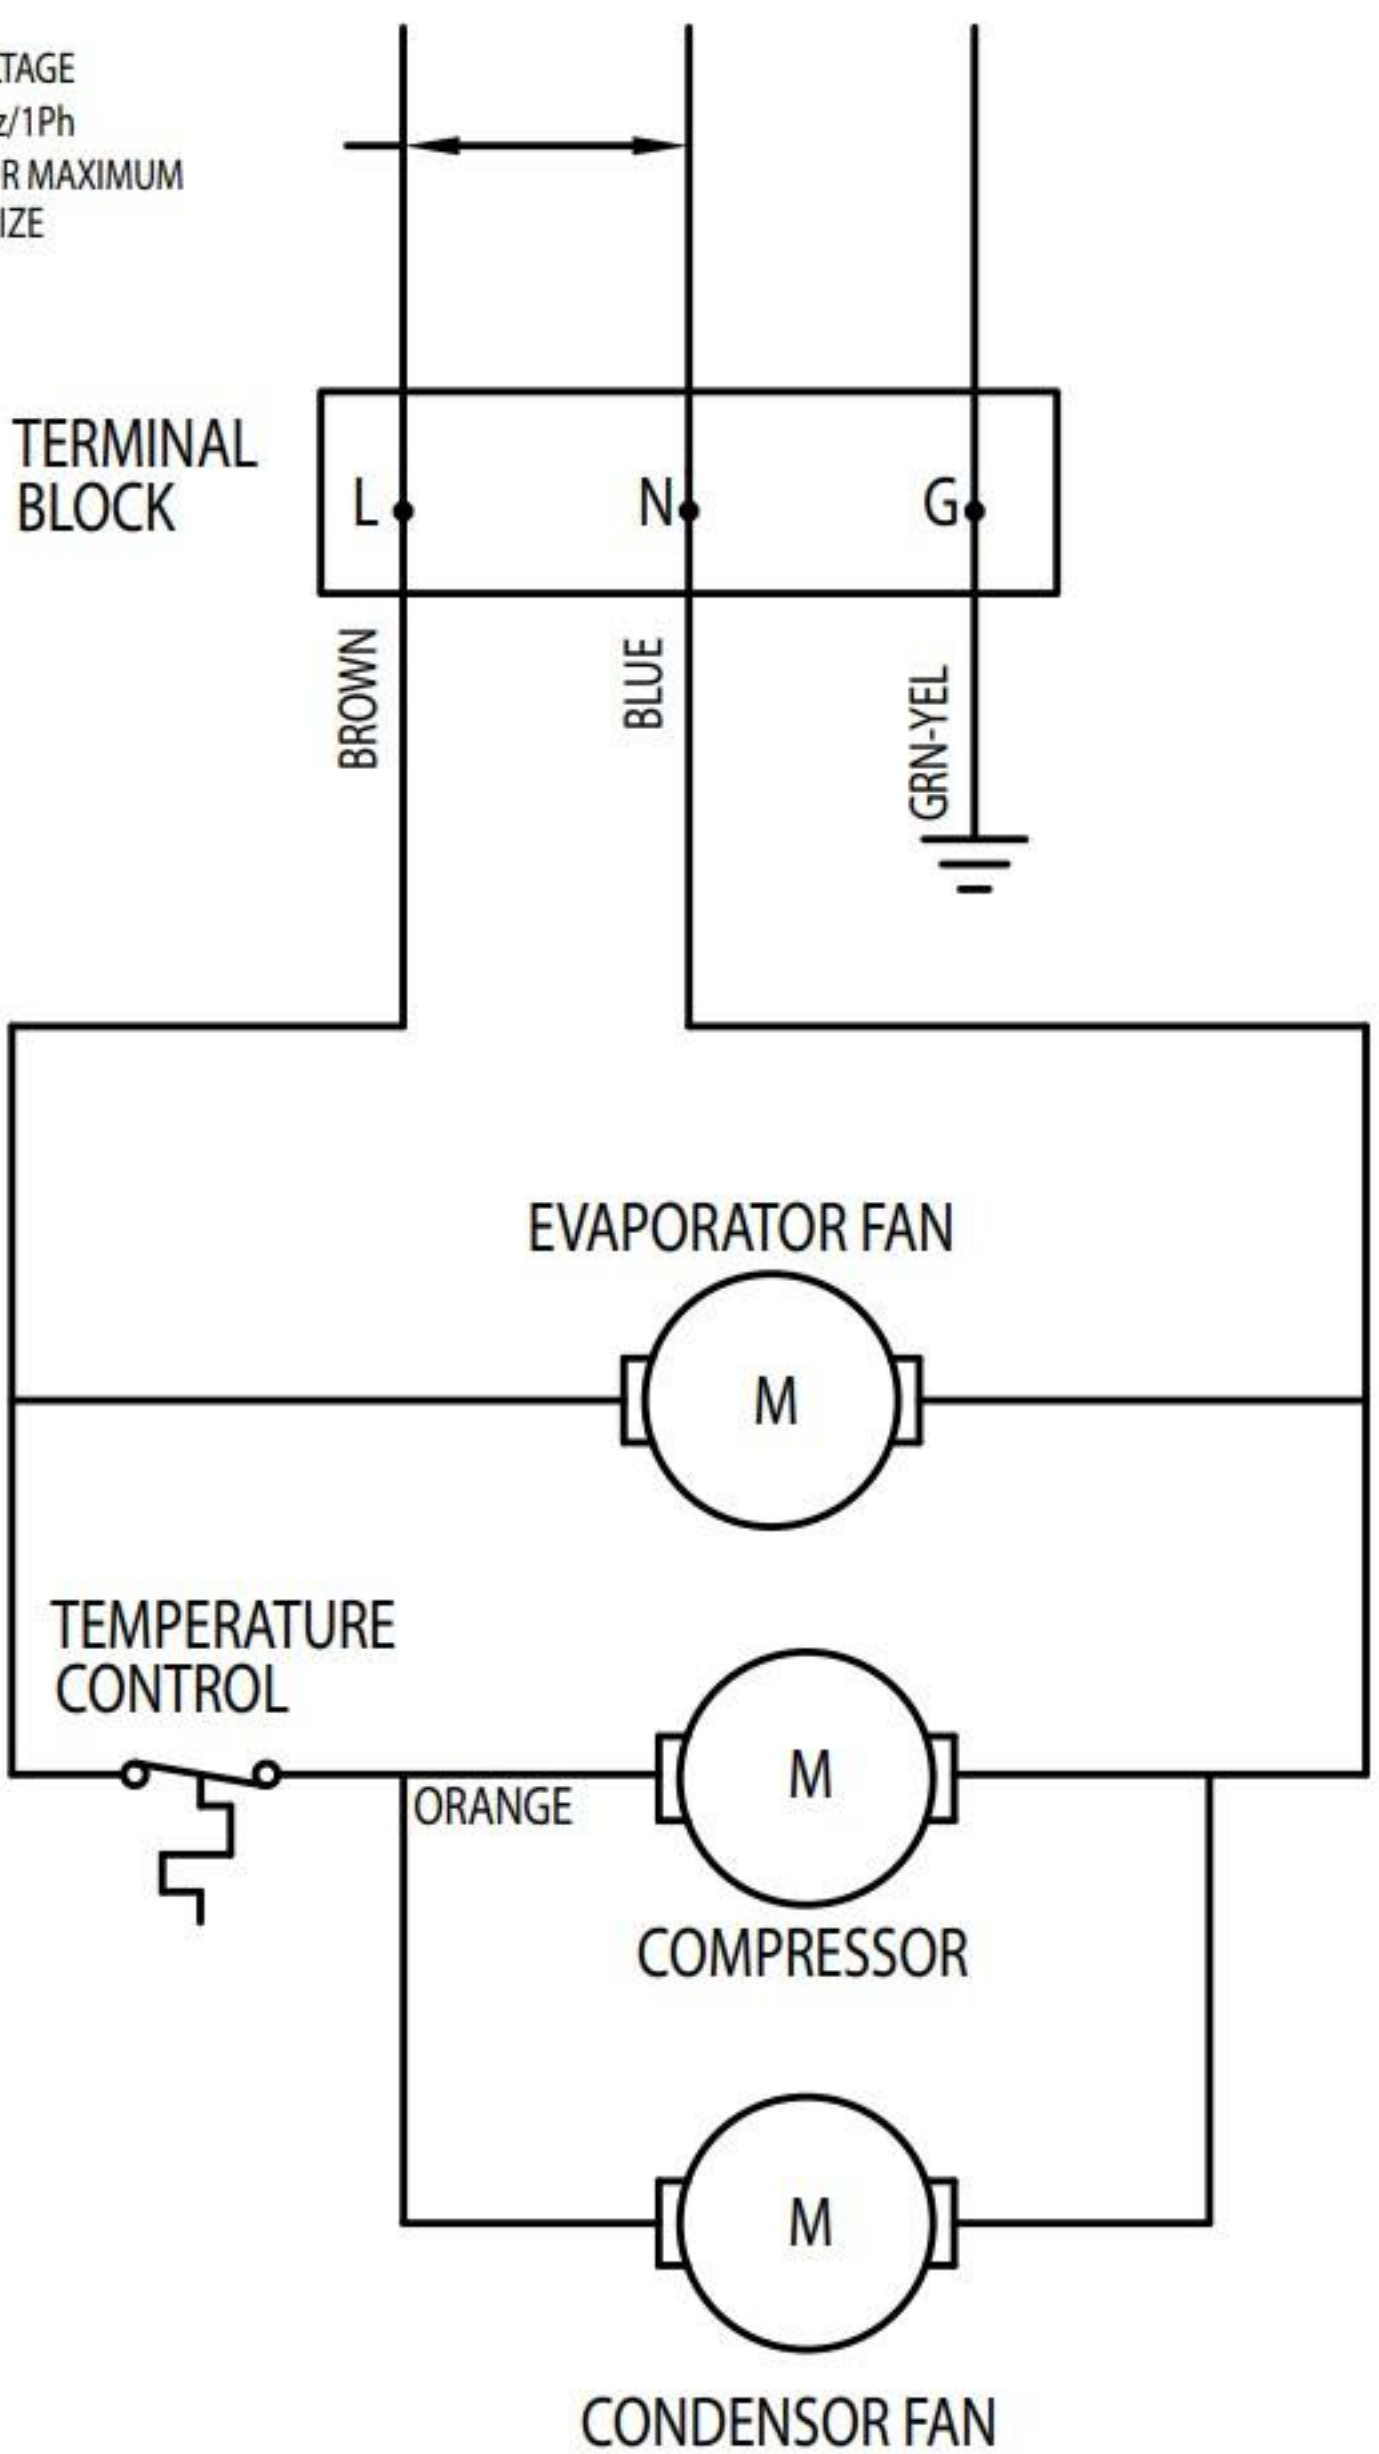 TAGE
z/1Ph
R MAXIMUM
IZE
TERMINAL
BLOCK
L N G
BROWN
BLUE
GRN-YEL
EVAPORATOR FAN
M
TEMPERATURE
CONTROL
M
ORANGE
COMPRESSOR
M
CONDENSOR FAN